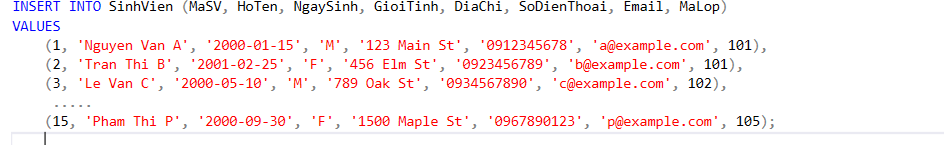 INSERT INTO SinhVien (MaSV, HoTen, NgaySinh, GioiTinh, DiaChi, SoDienThoai, Email, MaLop)
VALUES
(1, 'Nguyen Van A', '2000-01-15', 'M', '123 Main St', '0912345678', 'a@example.com', 101),
(2, 'Tran Thi B', '2001-02-25', 'F', '456 Elm St', '0923456789', 'b@example.com', 101),
(3, 'Le Van C', '2000-05-10', 'M', '789 Oak St', '0934567890', 'c@example.com', 102),
.....
(15, 'Pham Thi P', '2000-09-30', 'F', '1500 Maple St', '0967890123', 'p@example.com', 105);